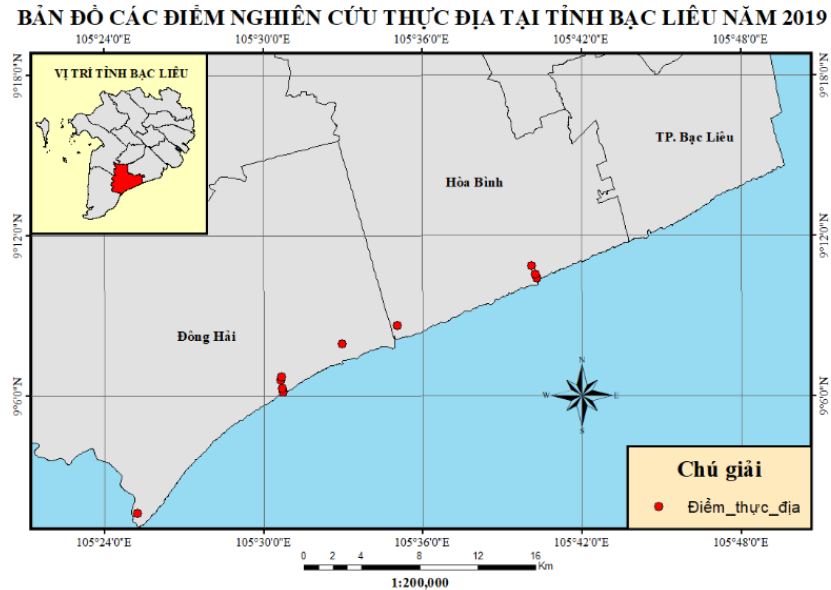 BẢN ĐỒ CÁC ĐIỂM NGHIÊN CỨU THỰC ĐỊA TẠI TỈNH BẠC LIÊU NĂM 2019
105°24'0"E 105°30'0"E 105°36'0"E 105°42'0"E 105°48'0"E
9°18'0"N 9°18'0"N
VỊ TRÍ TỈNH BẠC LIÊU
TP. Bạc Liêu
Hòa Bình
9°12'0"N 9°12'0"N
Đông Hải
9°6'0"N 9°6'0"N
N
W E
S
Chú giải
Điểm_thực_địa
105°24'0"E 105°30'0"E 105°36'0"E 105°42'0"E 105°48'0"E
0 2 4 8 12 16
Km
1:200,000